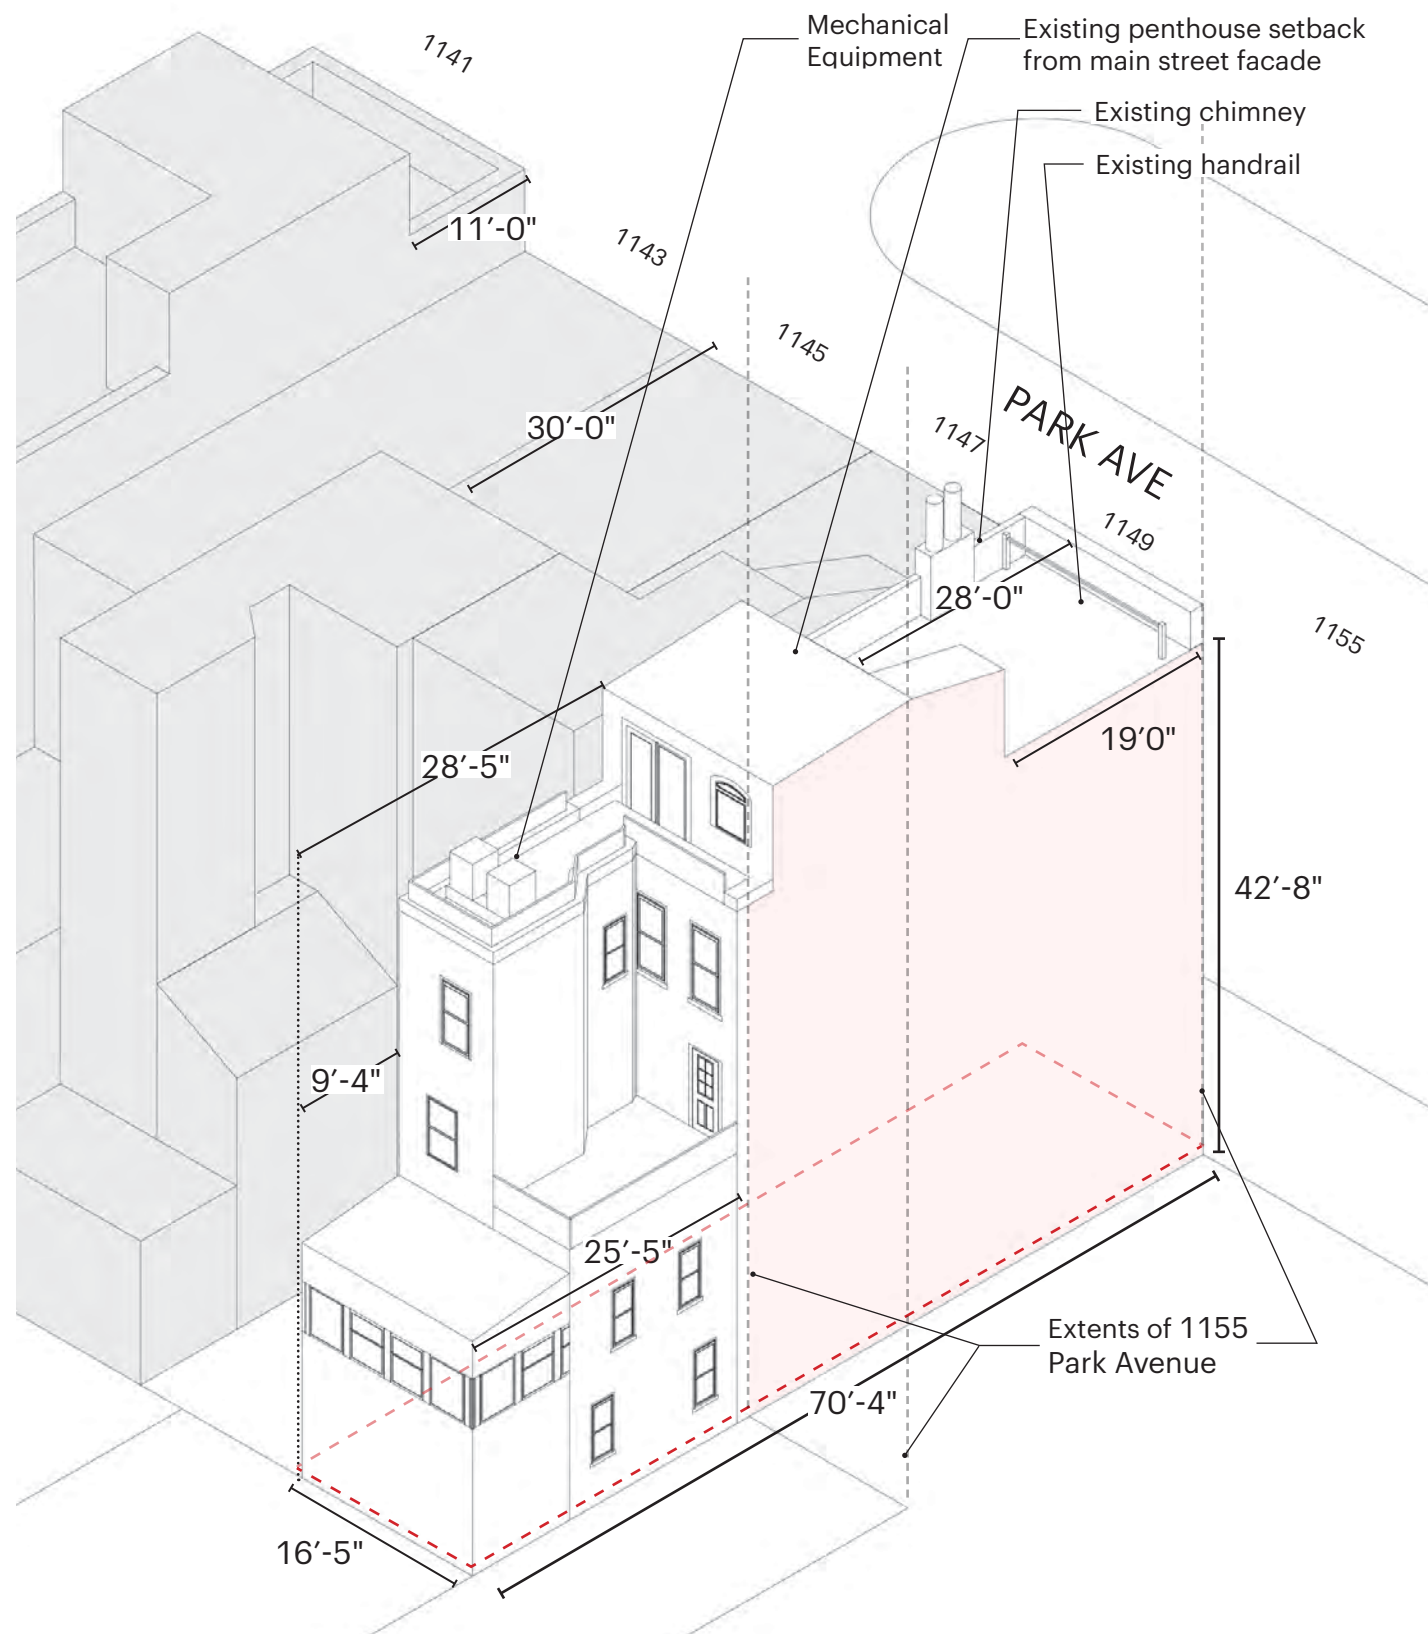 Mechanical
Equipment
Existing penthouse setback
from main street facade
Existing chimney
Existing handrail
1141
11′-0"
1143
1145
30′-0"
1147
PARK AVE
1149
28′-0"
1155
19′0"
28′-5"
42′-8"
9′-4"
25′-5"
Extents of 1155
Park Avenue
70′-4"
16′-5"